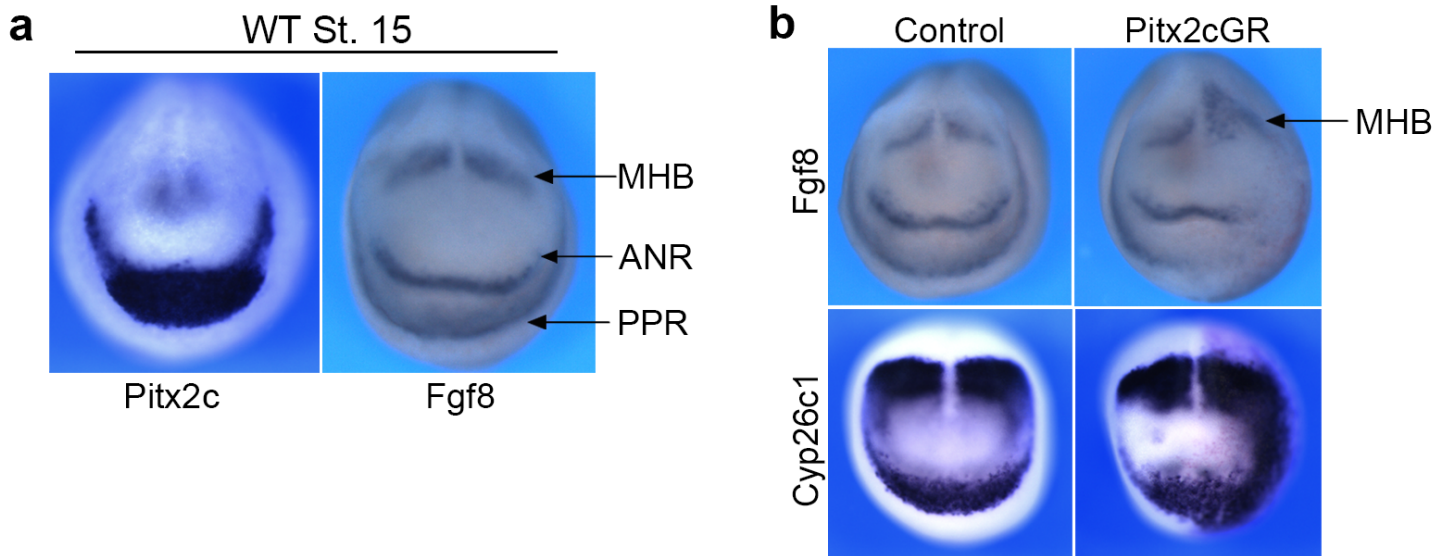 a
WT St. 15
MHB
ANR
PPR
Pitx2c
Fgf8
b
Control
Pitx2cGR
Fgf8
MHB
Cyp26c1